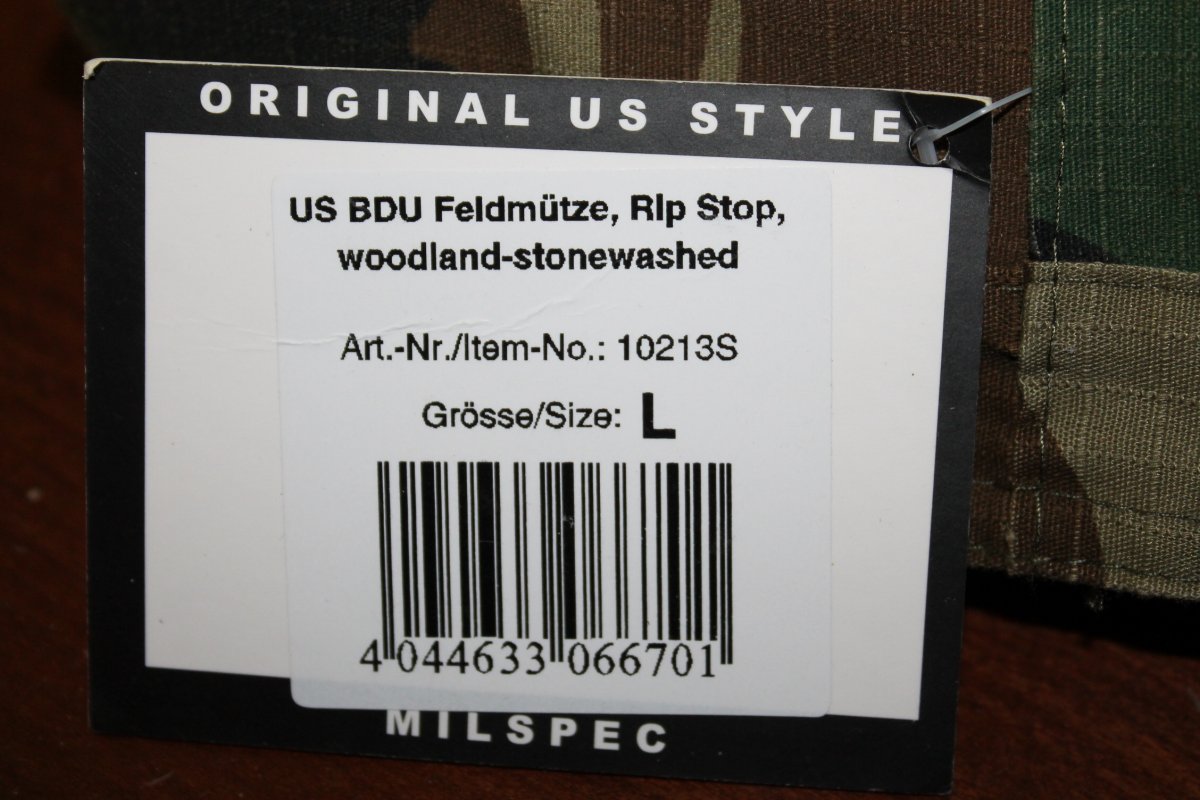 ORIGINAL US STYLE
US BDU Feldmütze, Rip Stop,
woodland-stonewashed
Art.-Nr./Item-No.: 10213S
Grösse/Size: L
4 044633 066701
MILSPEC